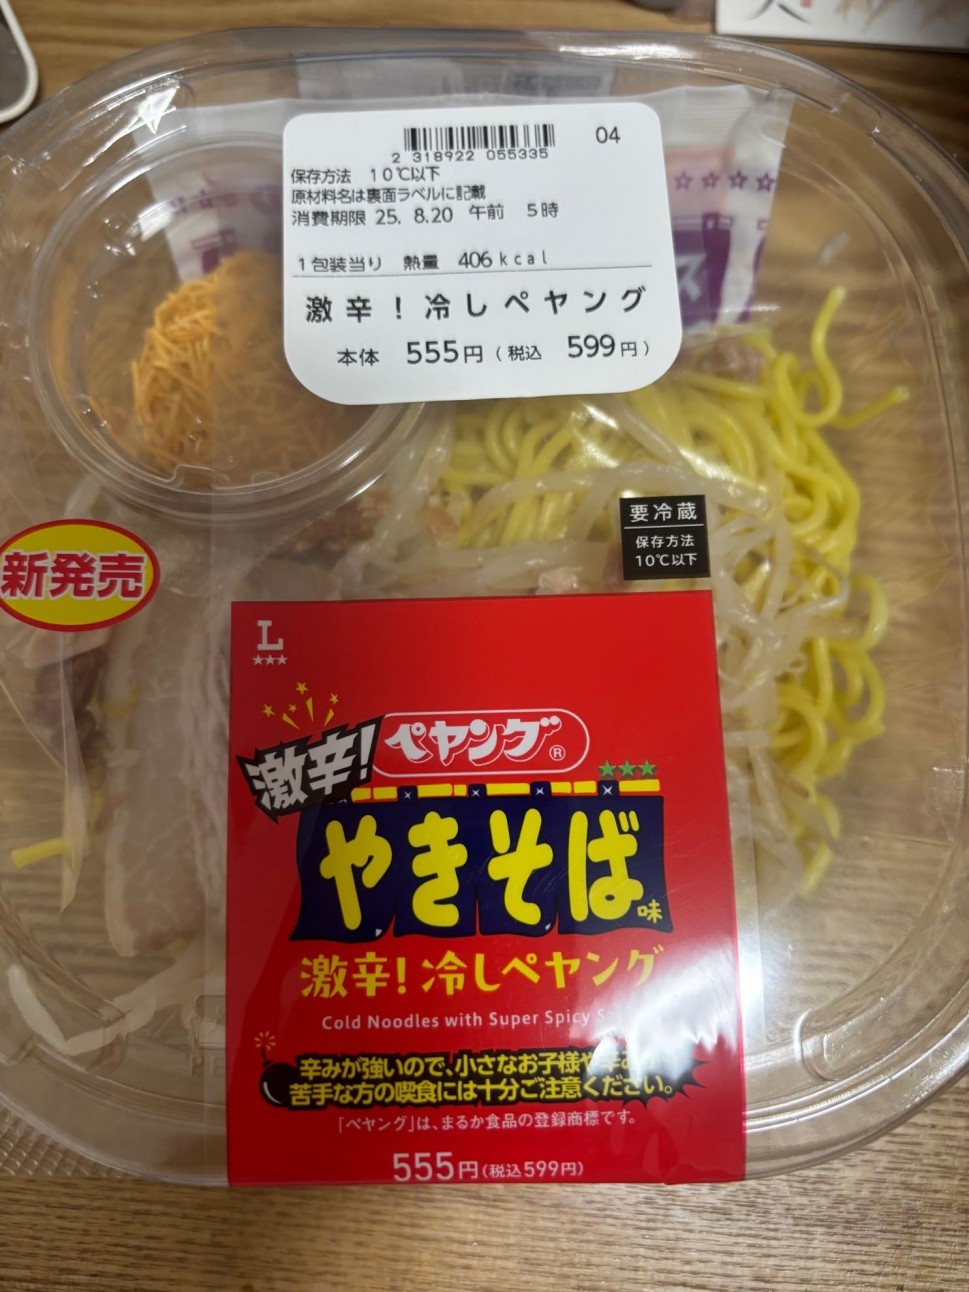 04
2 318922 055335
保存方法 10℃以下
原材料名は裏面ラベルに記載
消費期限 25. 8.20 午前 5時
1包装当り 熱量 406kcal
激辛！冷しペヤング
本体 555円（税込 599円）
要冷蔵
保存方法
10℃以下
新発売
L
激辛！
ペヤング®
やきそば味
激辛！冷しペヤング
Cold Noodles with Super Spicy
辛みが強いので、小さなお子様や辛み
苦手な方の喫食には十分ご注意ください。
「ペヤング」は、まるか食品の登録商標です。
555円(税込599円)